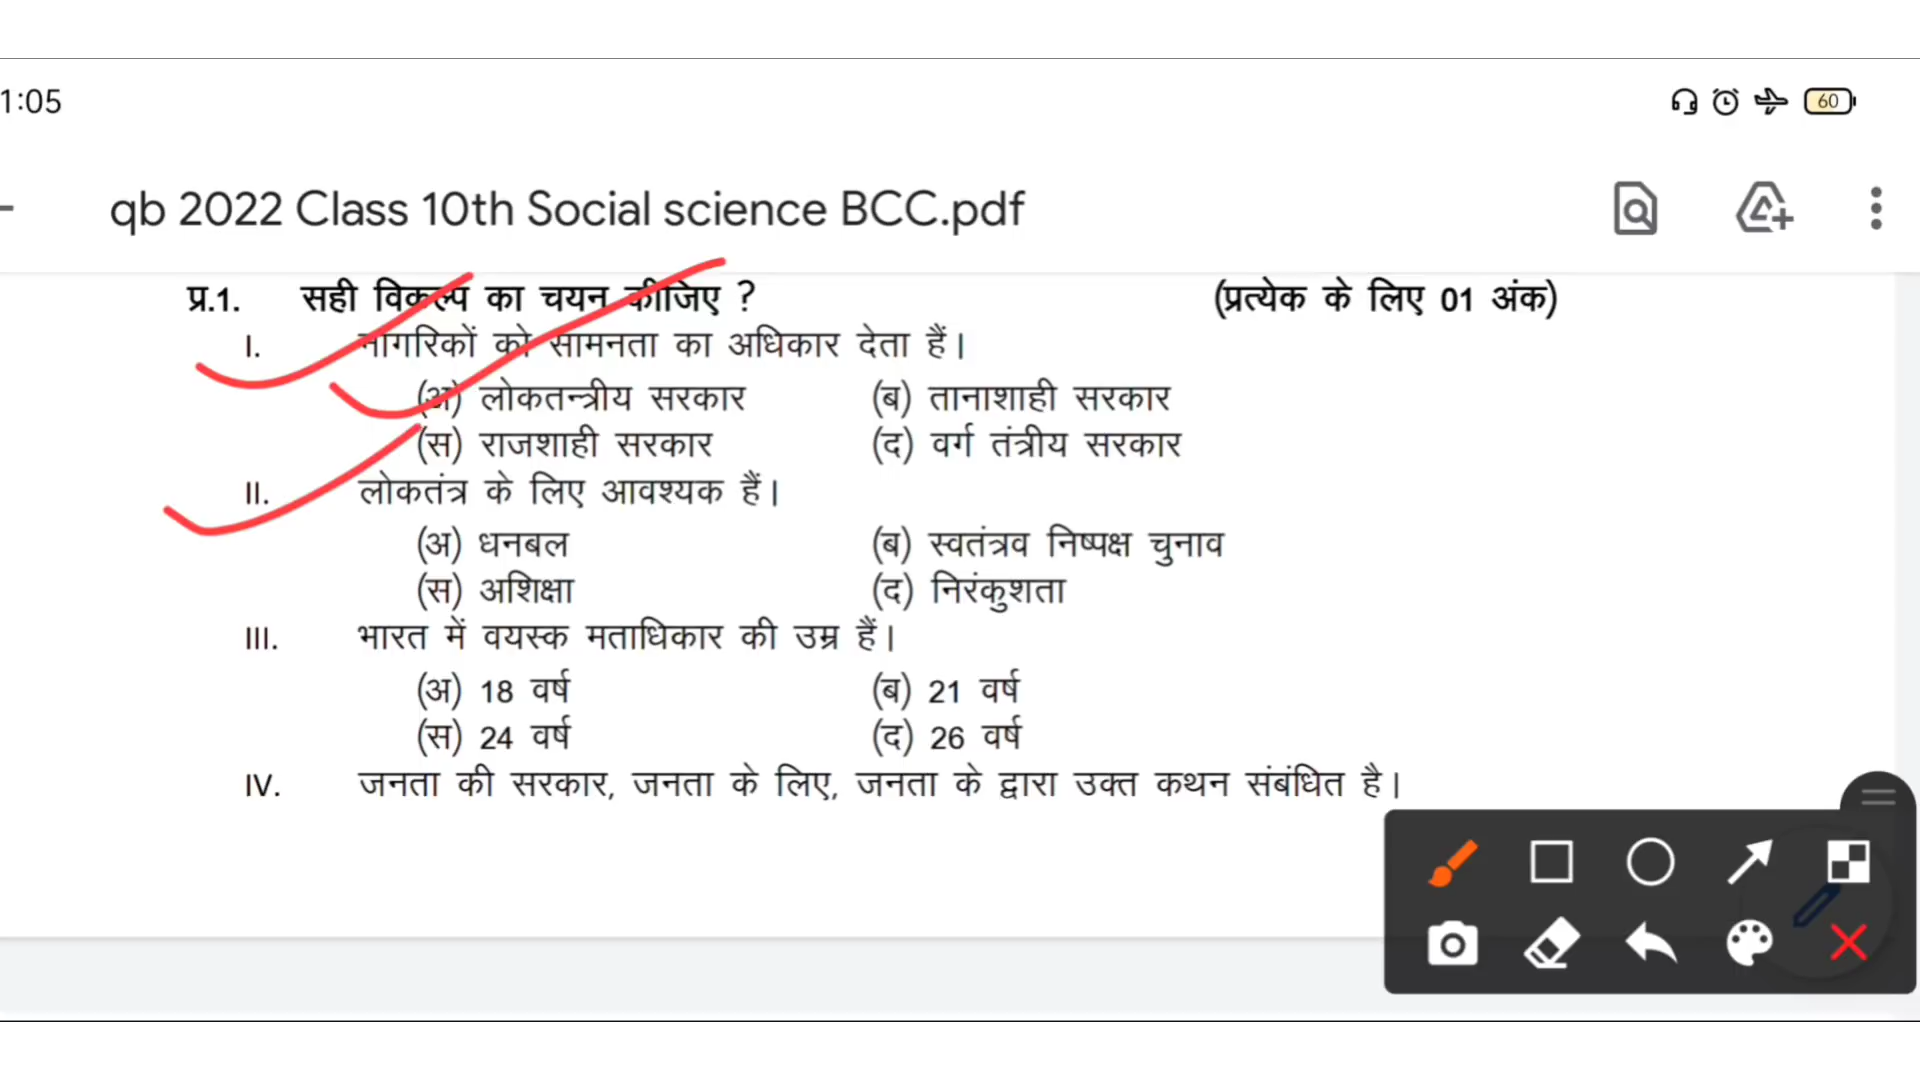 1:05
60
qb 2022 Class 10th Social science BCC.pdf
प्र.1. सही विकल्प का चयन कीजिए ? (प्रत्येक के लिए 01 अंक)
I. नागरिकों को सामनता का अधिकार देता हैं।
(अ) लोकतन्त्रीय सरकार (ब) तानाशाही सरकार
(स) राजशाही सरकार (द) वर्ग तंत्रीय सरकार
II. लोकतंत्र के लिए आवश्यक हैं।
(अ) धनबल (ब) स्वतंत्रव निष्पक्ष चुनाव
(स) अशिक्षा (द) निरंकुशता
III. भारत में वयस्क मताधिकार की उम्र हैं।
(अ) 18 वर्ष (ब) 21 वर्ष
(स) 24 वर्ष (द) 26 वर्ष
IV. जनता की सरकार, जनता के लिए, जनता के द्वारा उक्त कथन संबंधित है।